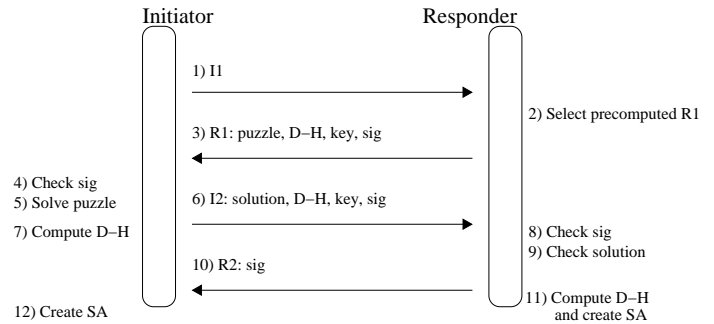 Initiator
Responder
1) I1
2) Select precomputed R1
3) R1: puzzle, D−H, key, sig
4) Check sig
5) Solve puzzle
6) I2: solution, D−H, key, sig
7) Compute D−H
8) Check sig
9) Check solution
10) R2: sig
11) Compute D−H
and create SA
12) Create SA